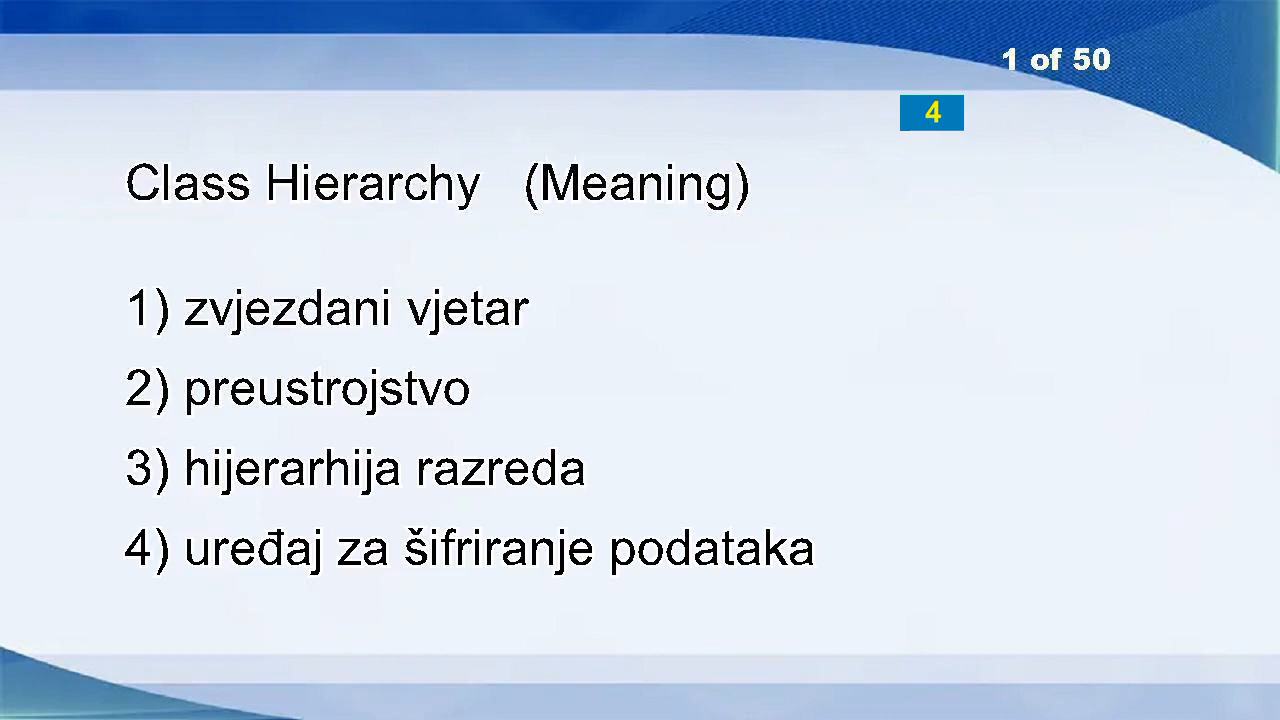 1 of 50
4
Class Hierarchy (Meaning)
1) zvjezdani vjetar
2) preustrojstvo
3) hijerarhija razreda
4) uređaj za šifriranje podataka